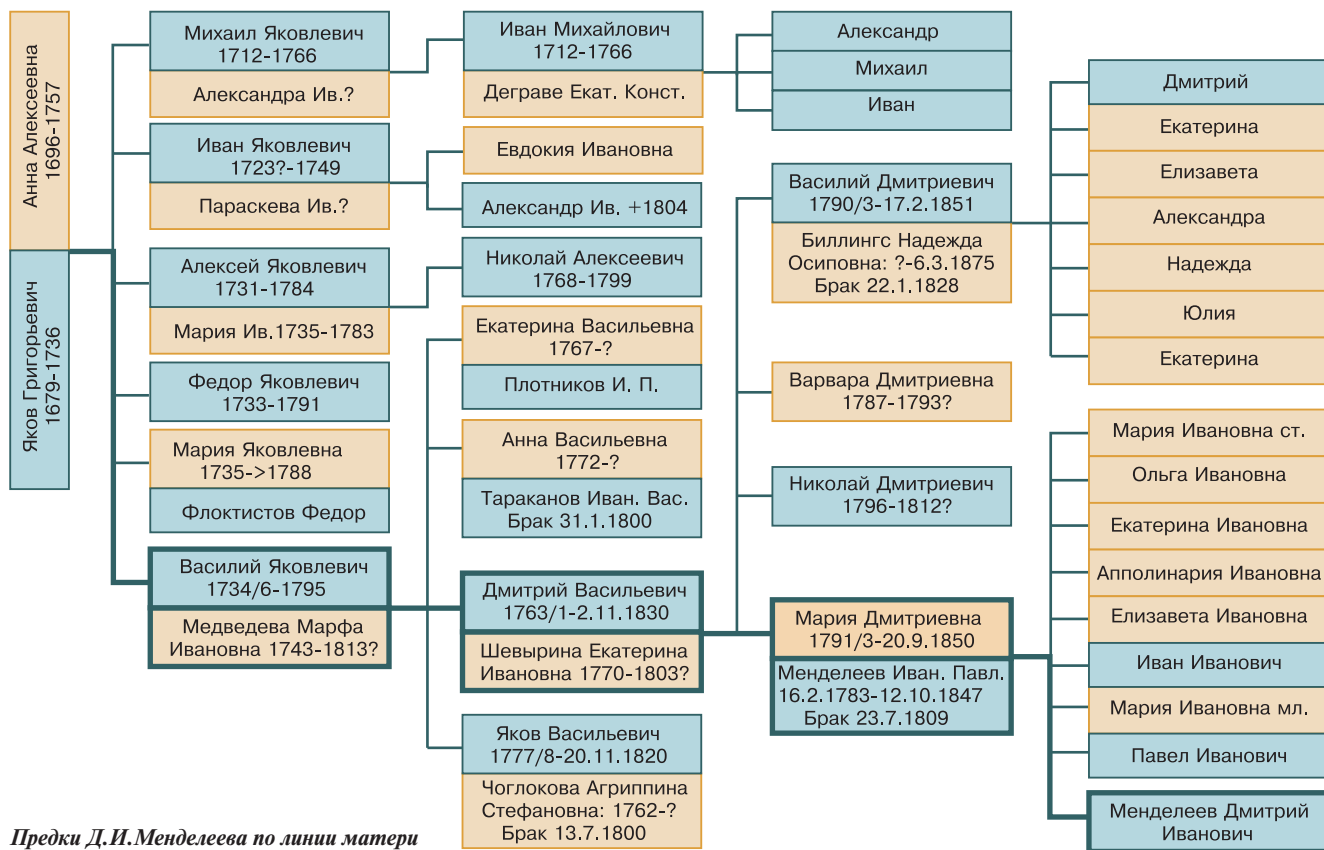 Анна Алексеевна
1696-1757
Яков Григорьевич
1679-1736
Михаил Яковлевич
1712-1766
Александра Ив.?
Иван Яковлевич
1723?-1749
Параскева Ив.?
Алексей Яковлевич
1731-1784
Мария Ив.1735-1783
Федор Яковлевич
1733-1791
Мария Яковлевна
1735->1788
Флоктистов Федор
Василий Яковлевич
1734/6-1795
Медведева Марфа
Ивановна 1743-1813?
Иван Михайлович
1712-1766
Деграве Екат. Конст.
Евдокия Ивановна
Александр Ив. +1804
Николай Алексеевич
1768-1799
Екатерина Васильевна
1767-?
Плотников И. П.
Анна Васильевна
1772-?
Тараканов Иван. Вас.
Брак 31.1.1800
Дмитрий Васильевич
1763/1-2.11.1830
Шевырина Екатерина
Ивановна 1770-1803?
Яков Васильевич
1777/8-20.11.1820
Чоглокова Агриппина
Стефановна: 1762-?
Брак 13.7.1800
Александр
Михаил
Иван
Василий Дмитриевич
1790/3-17.2.1851
Биллингс Надежда
Осиповна: ?-6.3.1875
Брак 22.1.1828
Варвара Дмитриевна
1787-1793?
Николай Дмитриевич
1796-1812?
Мария Дмитриевна
1791/3-20.9.1850
Менделеев Иван. Павл.
16.2.1783-12.10.1847
Брак 23.7.1809
Дмитрий
Екатерина
Елизавета
Александра
Надежда
Юлия
Екатерина
Мария Ивановна ст.
Ольга Ивановна
Екатерина Ивановна
Апполинария Ивановна
Елизавета Ивановна
Иван Иванович
Мария Ивановна мл.
Павел Иванович
Менделеев Дмитрий
Иванович
Предки Д.И.Менделеева по линии матери